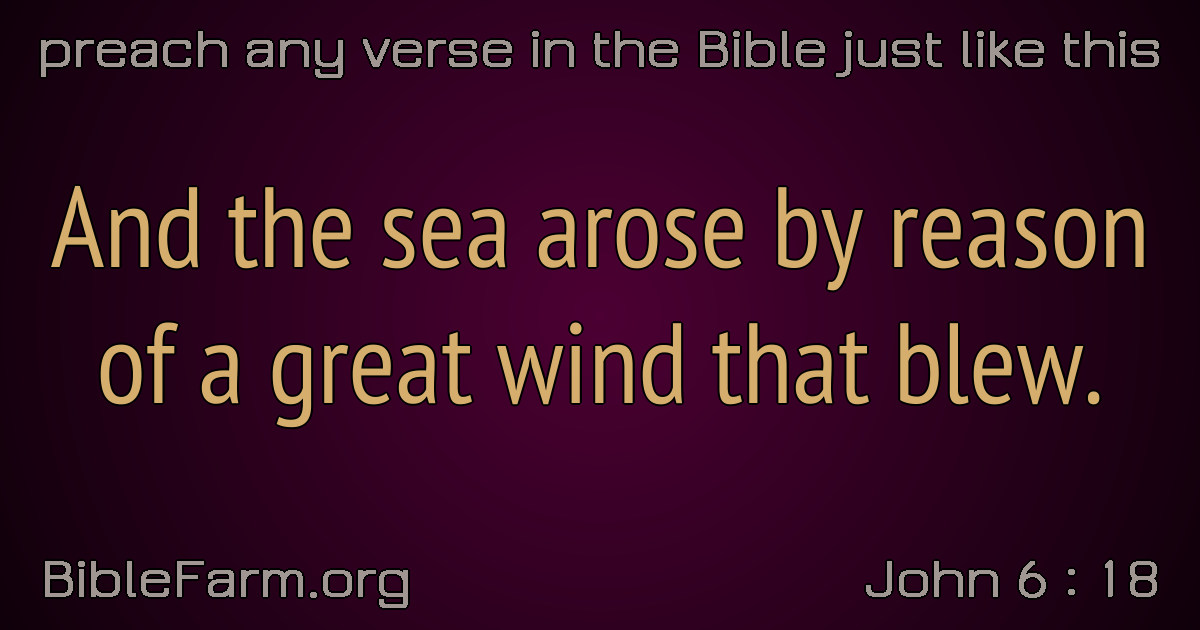 preach any verse in the Bible just like this
And the sea arose by reason
of a great wind that blew.
BibleFarm.org
John 6 : 18